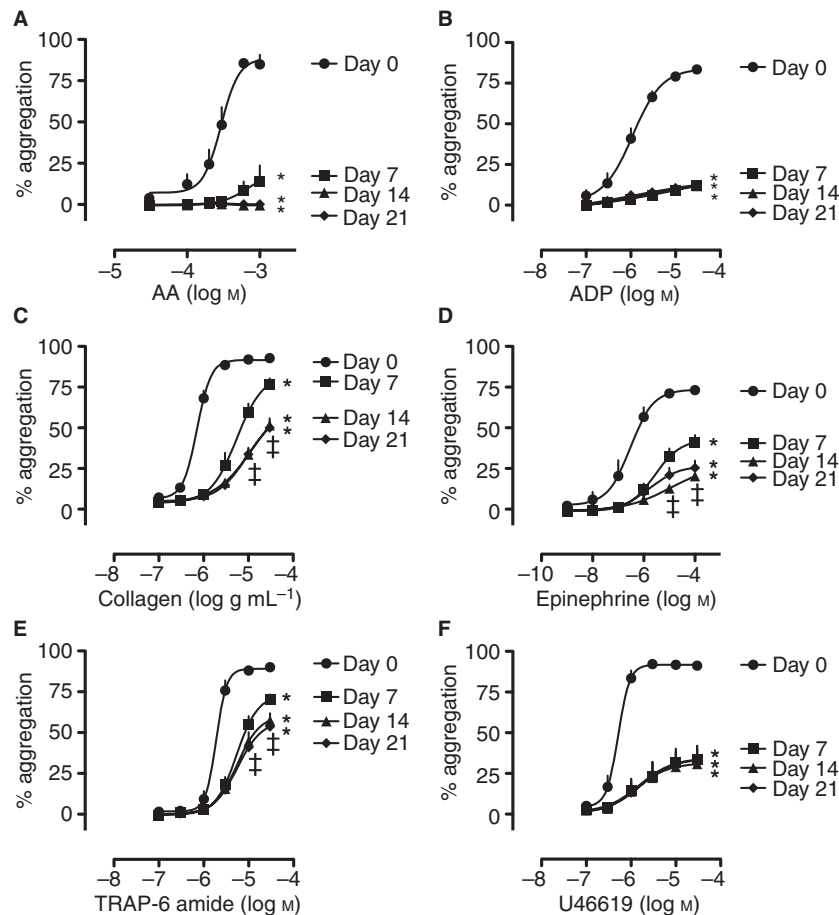 A
% aggregation
100
75
50
25
0
Day 0
Day 7
*
Day 14
*
Day 21
*
–5 –4 –3
AA (log M)
B
% aggregation
100
75
50
25
0
Day 0
Day 7
*
Day 14
*
Day 21
*
–8 –7 –6 –5 –4
ADP (log M)
C
% aggregation
100
75
50
25
0
Day 0
Day 7
*
Day 14
*
Day 21
*
‡ ‡
–8 –7 –6 –5 –4
Collagen (log g mL–1)
D
% aggregation
100
75
50
25
0
Day 0
Day 7
*
Day 14
*
Day 21
*
‡ ‡
–10 –8 –6 –4
Epinephrine (log M)
E
% aggregation
100
75
50
25
0
Day 0
Day 7
*
Day 14
*
Day 21
*
‡ ‡
–8 –7 –6 –5 –4
TRAP-6 amide (log M)
F
% aggregation
100
75
50
25
0
Day 0
Day 7
*
Day 14
*
Day 21
*
–8 –7 –6 –5 –4
U46619 (log M)